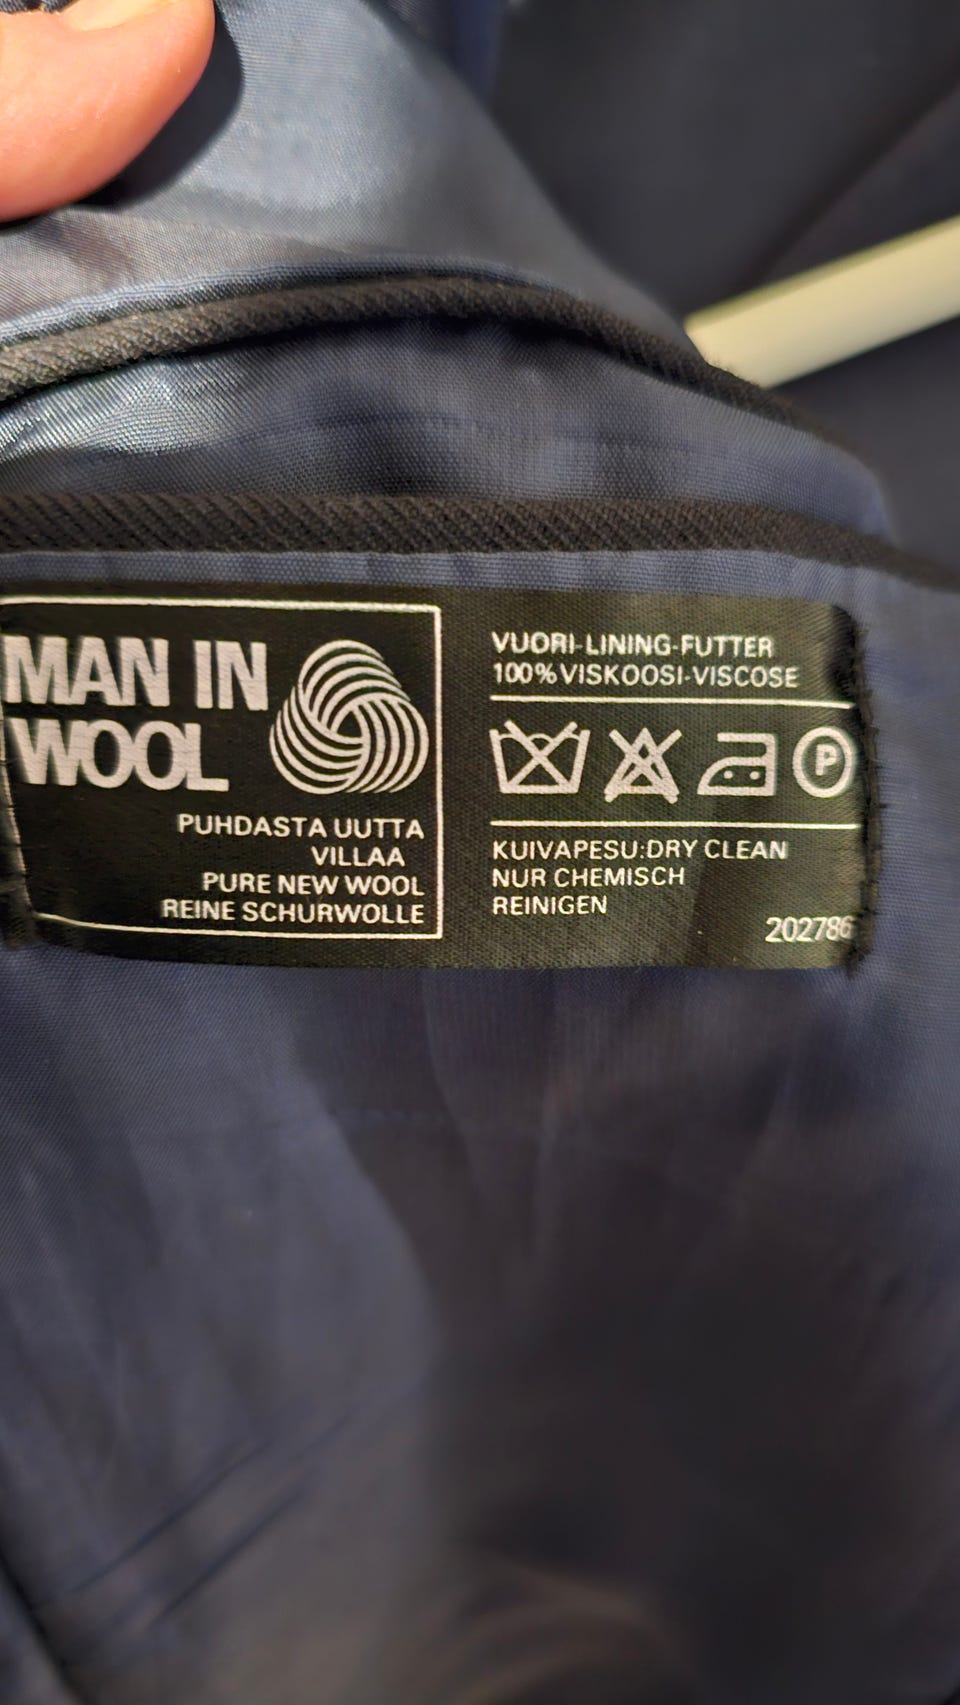 MAN IN
WOOL
PUHDASTA UUTTA
VILLAA
PURE NEW WOOL
REINE SCHURWOLLE
VUORI-LINING-FUTTER
100% VISKOOSI-VISCOSE
P
KUIVAPESU:DRY CLEAN
NUR CHEMISCH
REINIGEN
202786